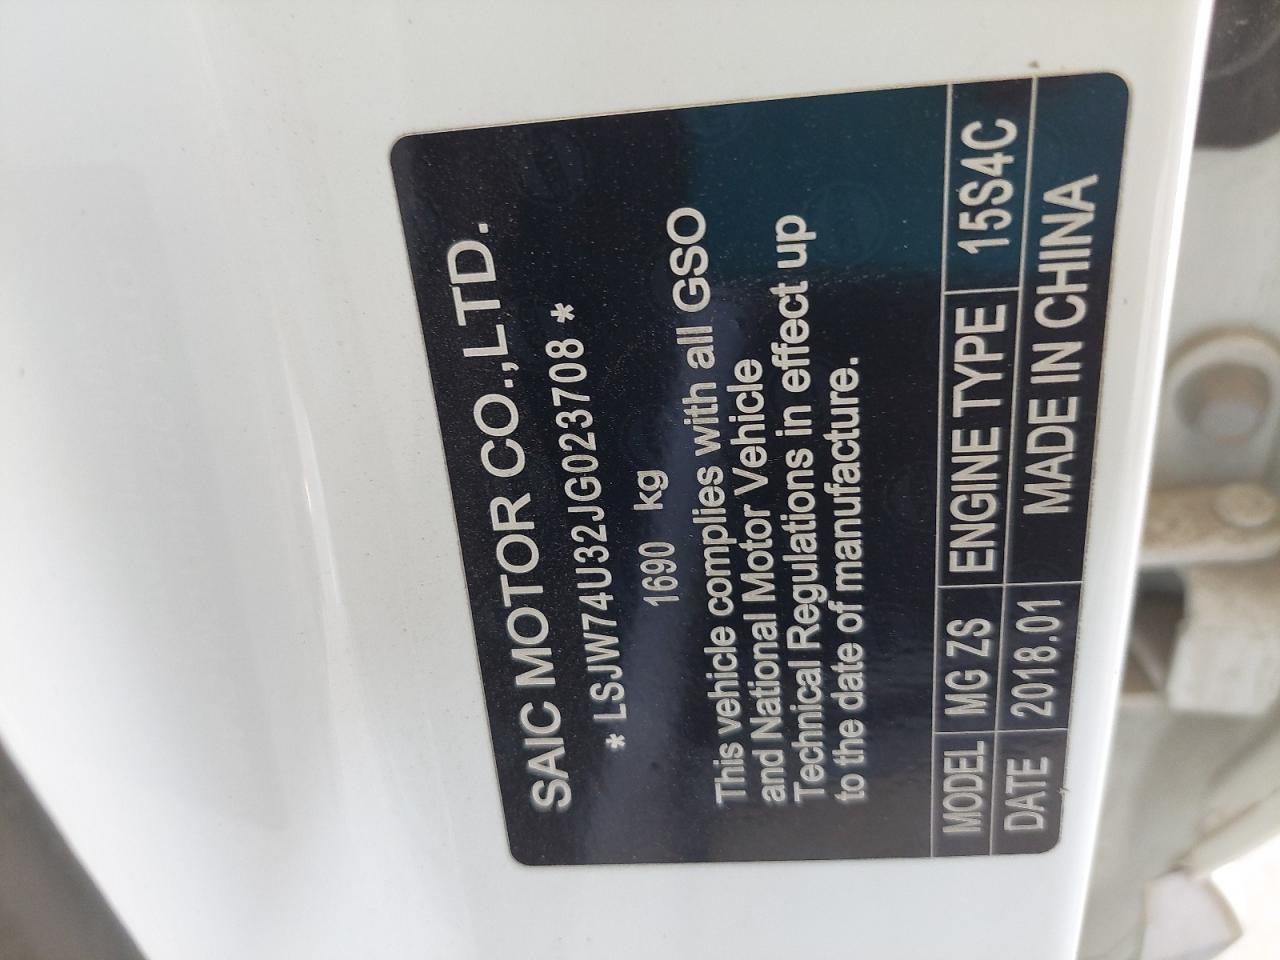 SAIC MOTOR CO.,LTD.
* LSJW74U32JG023708 *
1690 kg
This vehicle complies with all GSO
and National Motor Vehicle
Technical Regulations in effect up
to the date of manufacture.
MODEL MG ZS ENGINE TYPE 15S4C
DATE 2018.01 MADE IN CHINA